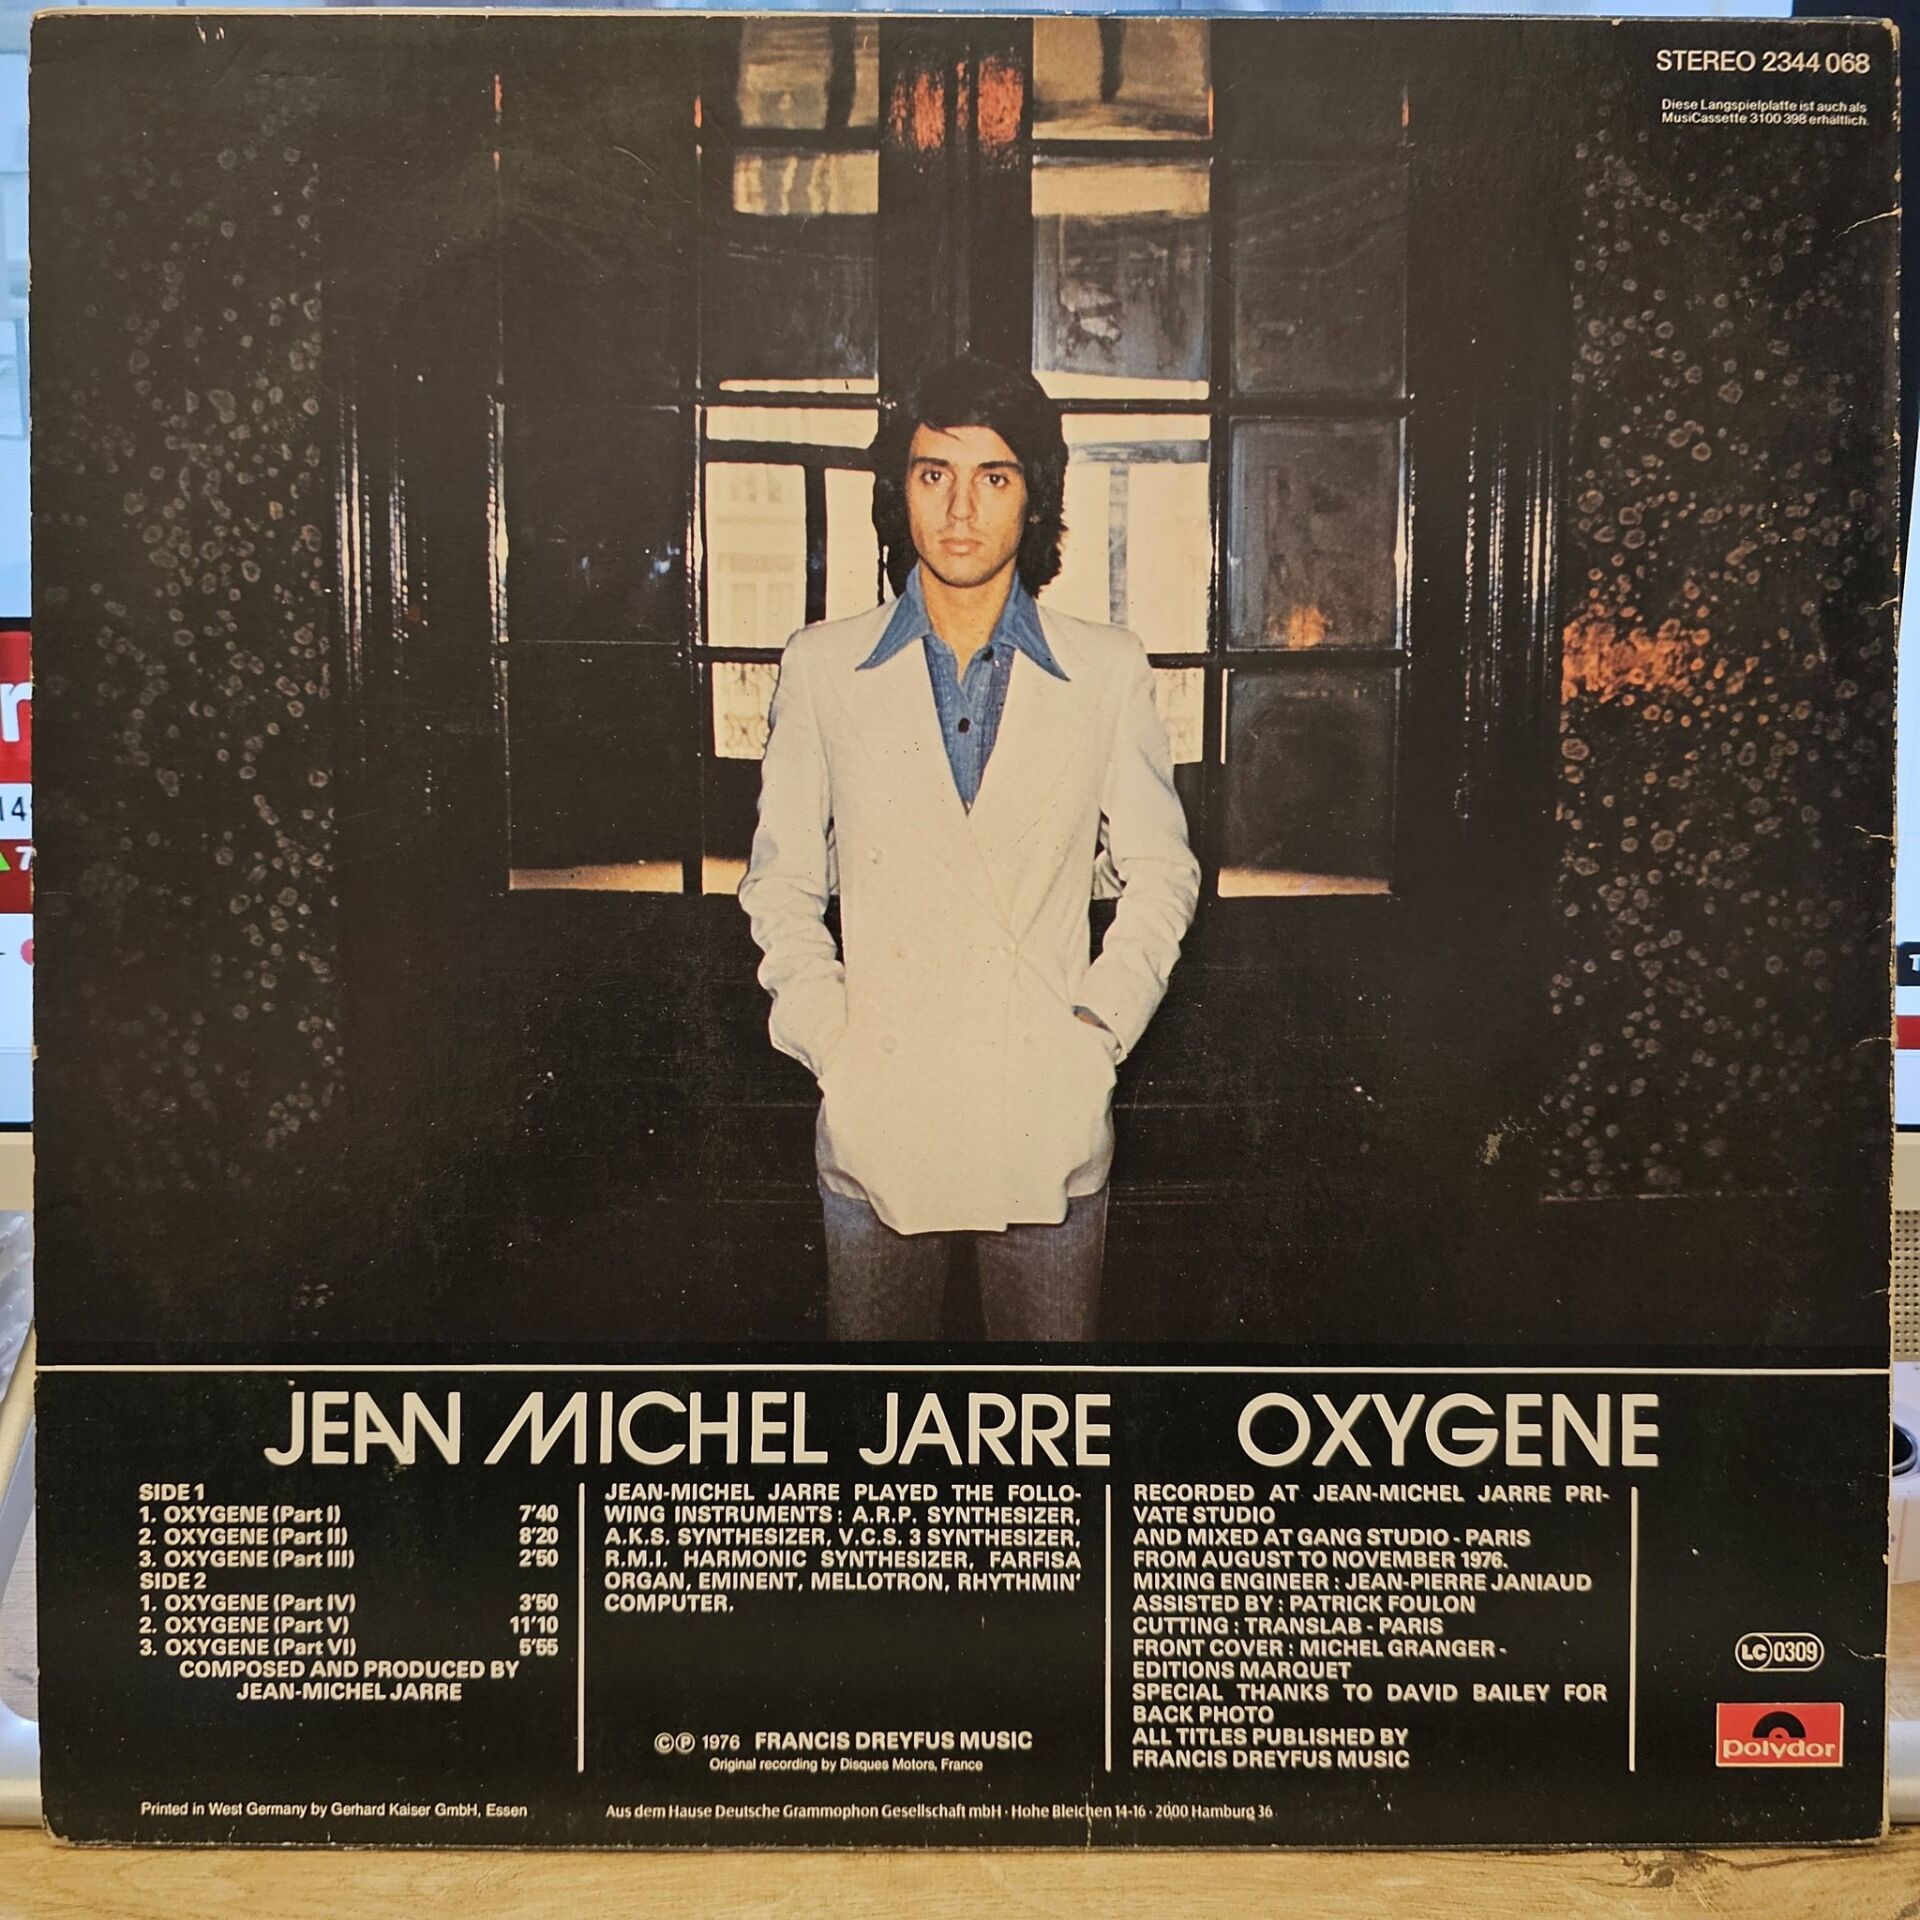 STEREO 2344 068
Diese Langspielplatte ist auch als
MusiCassette 3100 398 erhältlich.
JEAN MICHEL JARRE OXYGENE
SIDE 1
1. OXYGENE (Part I) 7'40
2. OXYGENE (Part II) 8'20
3. OXYGENE (Part III) 2'50
SIDE 2
1. OXYGENE (Part IV) 3'50
2. OXYGENE (Part V) 11'10
3. OXYGENE (Part VI) 5'55
COMPOSED AND PRODUCED BY
JEAN-MICHEL JARRE
JEAN-MICHEL JARRE PLAYED THE FOLLO-
WING INSTRUMENTS : A.R.P. SYNTHESIZER,
A.K.S. SYNTHESIZER, V.C.S. 3 SYNTHESIZER,
R.M.I. HARMONIC SYNTHESIZER, FARFISA
ORGAN, EMINENT, MELLOTRON, RHYTHMIN'
COMPUTER.
©℗ 1976 FRANCIS DREYFUS MUSIC
Original recording by Disques Motors, France
RECORDED AT JEAN-MICHEL JARRE PRI-
VATE STUDIO
AND MIXED AT GANG STUDIO - PARIS
FROM AUGUST TO NOVEMBER 1976.
MIXING ENGINEER : JEAN-PIERRE JANIAUD
ASSISTED BY : PATRICK FOULON
CUTTING : TRANSLAB - PARIS
FRONT COVER : MICHEL GRANGER -
EDITIONS MARQUET
SPECIAL THANKS TO DAVID BAILEY FOR
BACK PHOTO
ALL TITLES PUBLISHED BY
FRANCIS DREYFUS MUSIC
LC 0309
polydor
Printed in West Germany by Gerhard Kaiser GmbH, Essen
Aus dem Hause Deutsche Grammophon Gesellschaft mbH · Hohe Bleichen 14-16 · 2000 Hamburg 36